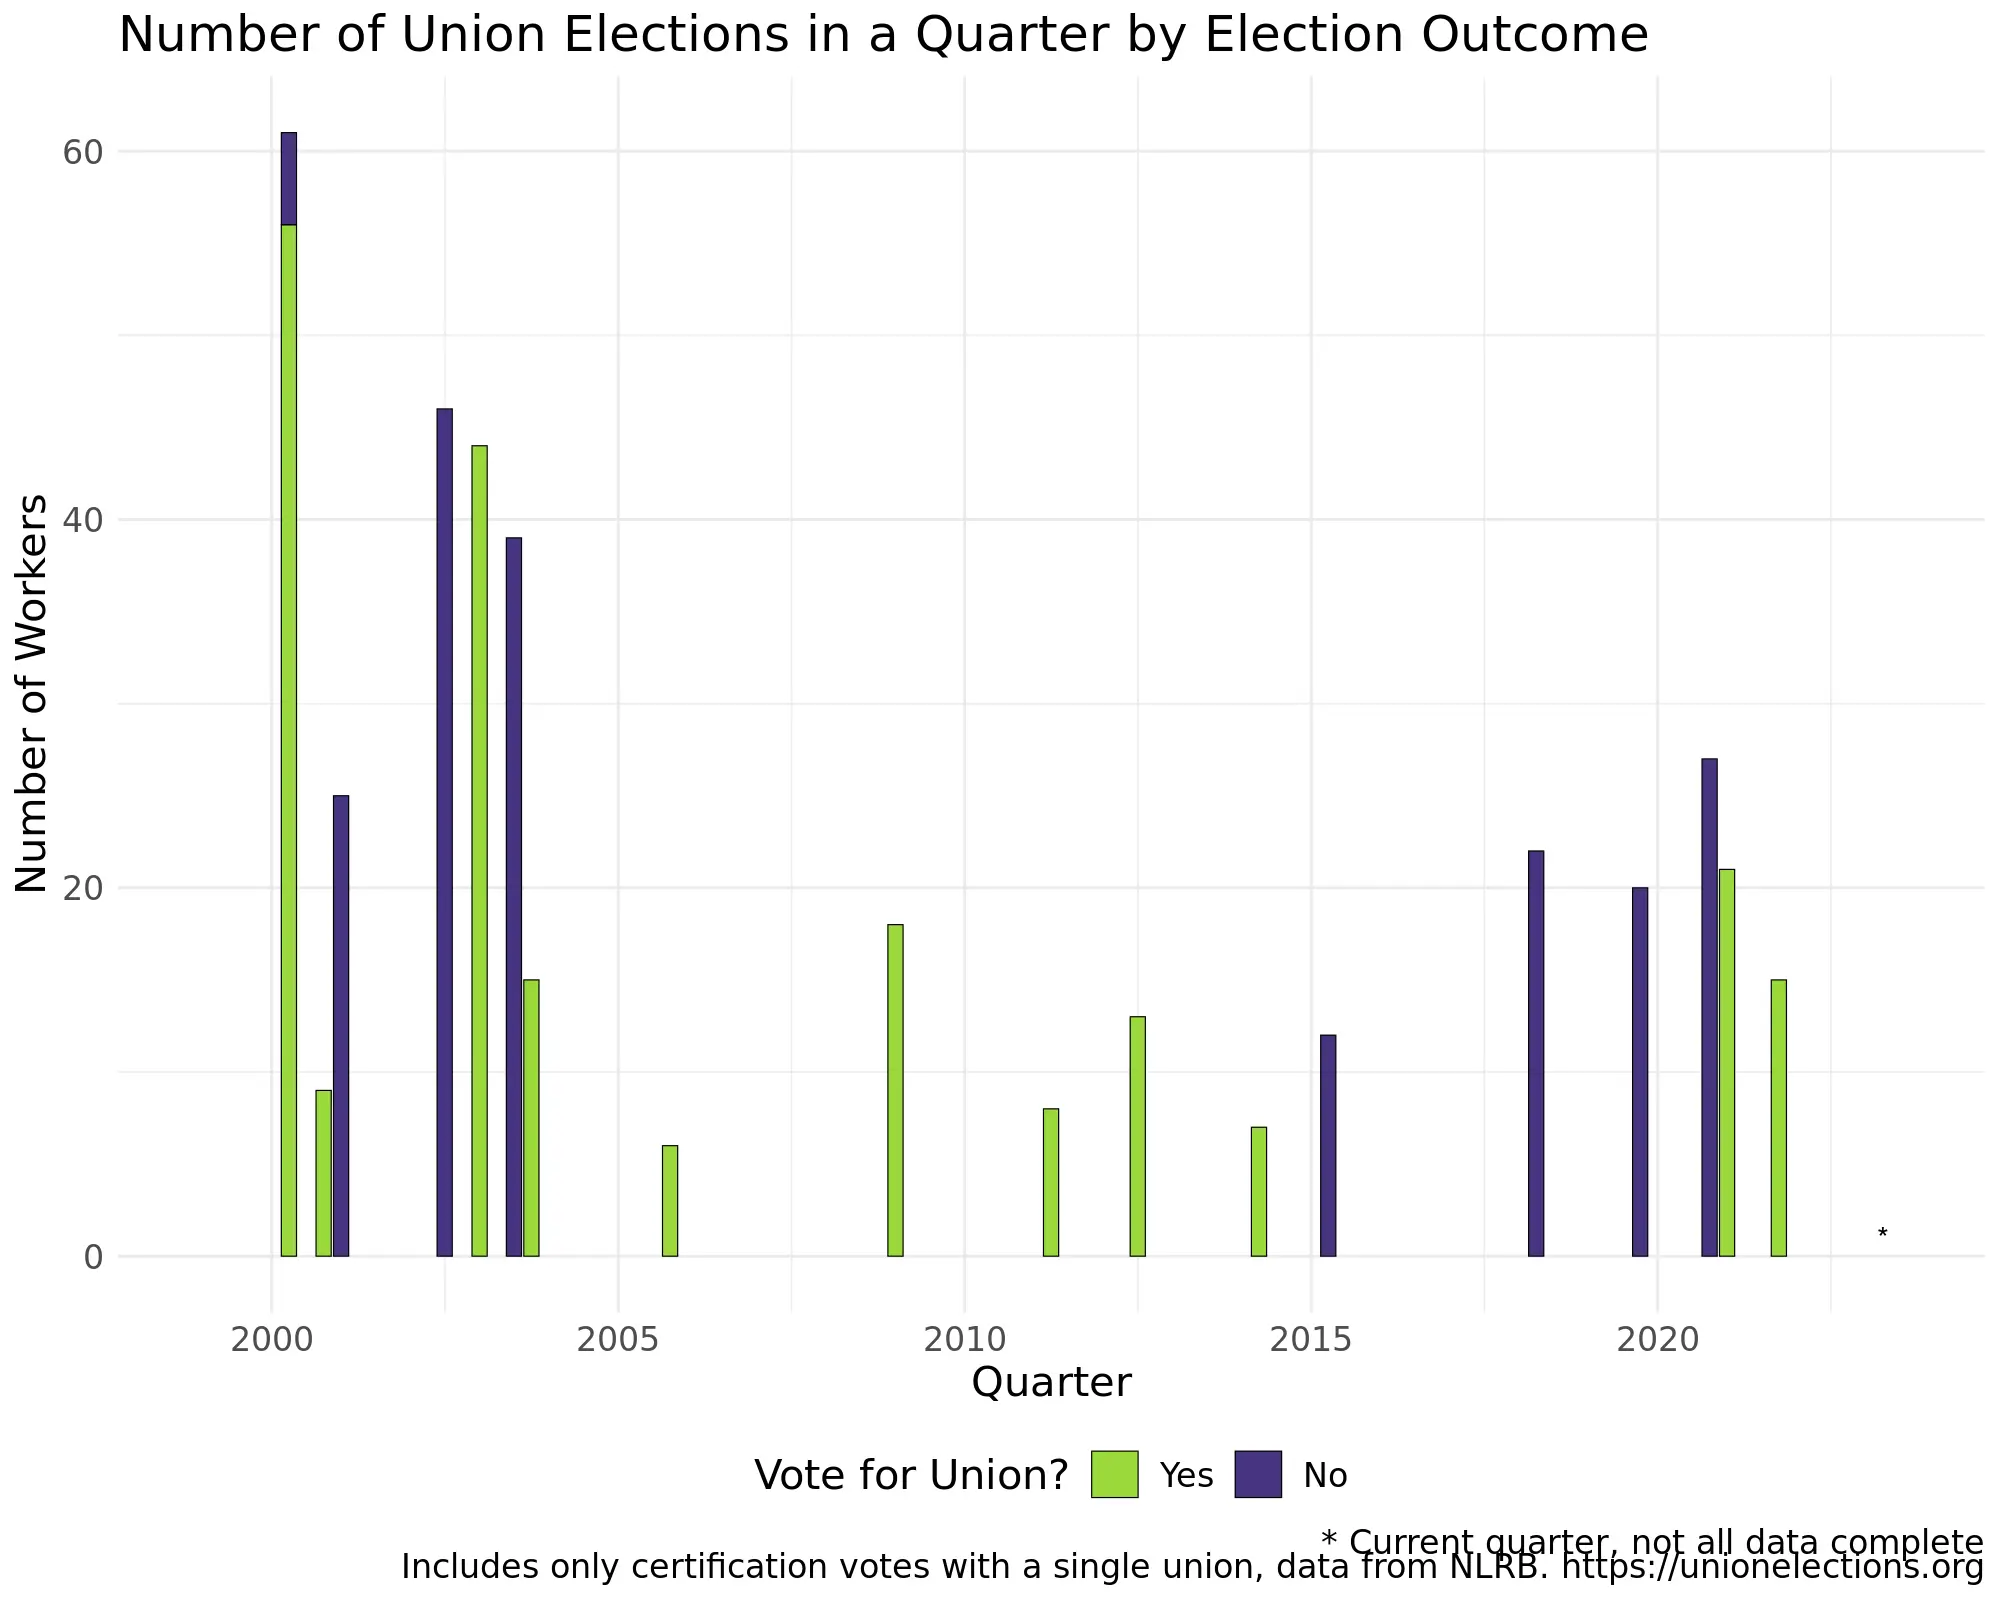 Number of Union Elections in a Quarter by Election Outcome
Number of Workers
60
40
20
0
*
2000 2005 2010 2015 2020
Quarter
Vote for Union? Yes No
* Current quarter, not all data complete
Includes only certification votes with a single union, data from NLRB. https://unionelections.org